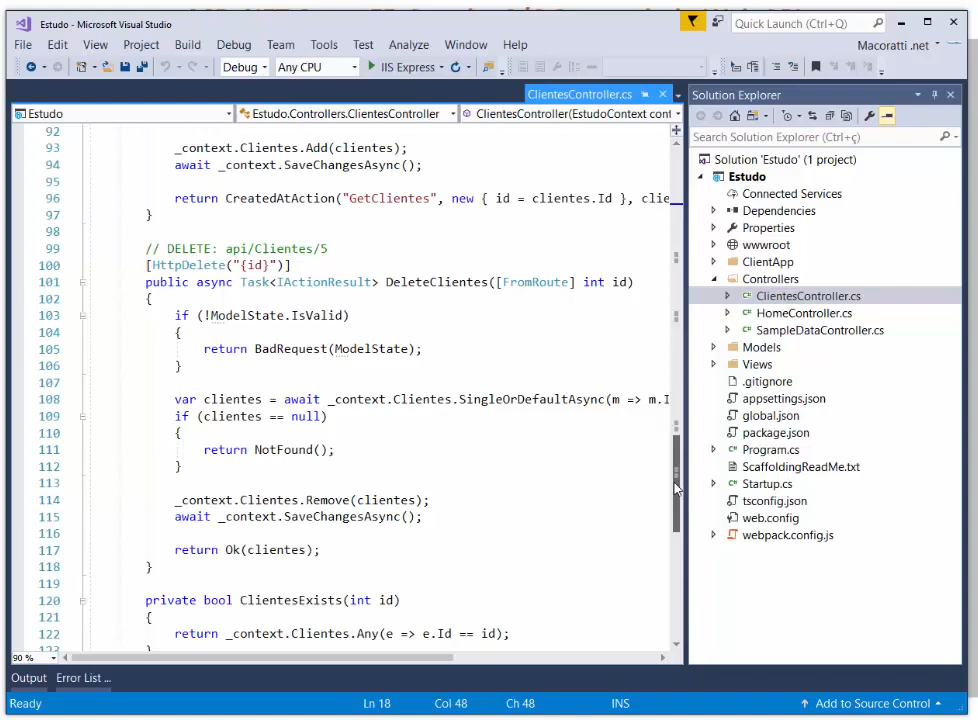 Estudo - Microsoft Visual Studio
Quick Launch (Ctrl+Q)
File Edit View Project Build Debug Team Tools Test Analyze Window Help
Macoratti .net
Debug Any CPU IIS Express
ClientesController.cs
Estudo Estudo.Controllers.ClientesController ClientesController(EstudoContext cont
92
93 _context.Clientes.Add(clientes);
94 await _context.SaveChangesAsync();
95
96 return CreatedAtAction("GetClientes", new { id = clientes.Id }, clie
97 }
98
99 // DELETE: api/Clientes/5
100 [HttpDelete("{id}")]
101 public async Task<IActionResult> DeleteClientes([FromRoute] int id)
102 {
103 if (!ModelState.IsValid)
104 {
105 return BadRequest(ModelState);
106 }
107
108 var clientes = await _context.Clientes.SingleOrDefaultAsync(m => m.I
109 if (clientes == null)
110 {
111 return NotFound();
112 }
113
114 _context.Clientes.Remove(clientes);
115 await _context.SaveChangesAsync();
116
117 return Ok(clientes);
118 }
119
120 private bool ClientesExists(int id)
121 {
122 return _context.Clientes.Any(e => e.Id == id);
123 }
90 %
Solution Explorer
Search Solution Explorer (Ctrl+ç)
Solution 'Estudo' (1 project)
Estudo
Connected Services
Dependencies
Properties
wwwroot
ClientApp
Controllers
ClientesController.cs
HomeController.cs
SampleDataController.cs
Models
Views
.gitignore
appsettings.json
global.json
package.json
Program.cs
ScaffoldingReadMe.txt
Startup.cs
tsconfig.json
web.config
webpack.config.js
Output Error List ...
Ready Ln 18 Col 48 Ch 48 INS Add to Source Control